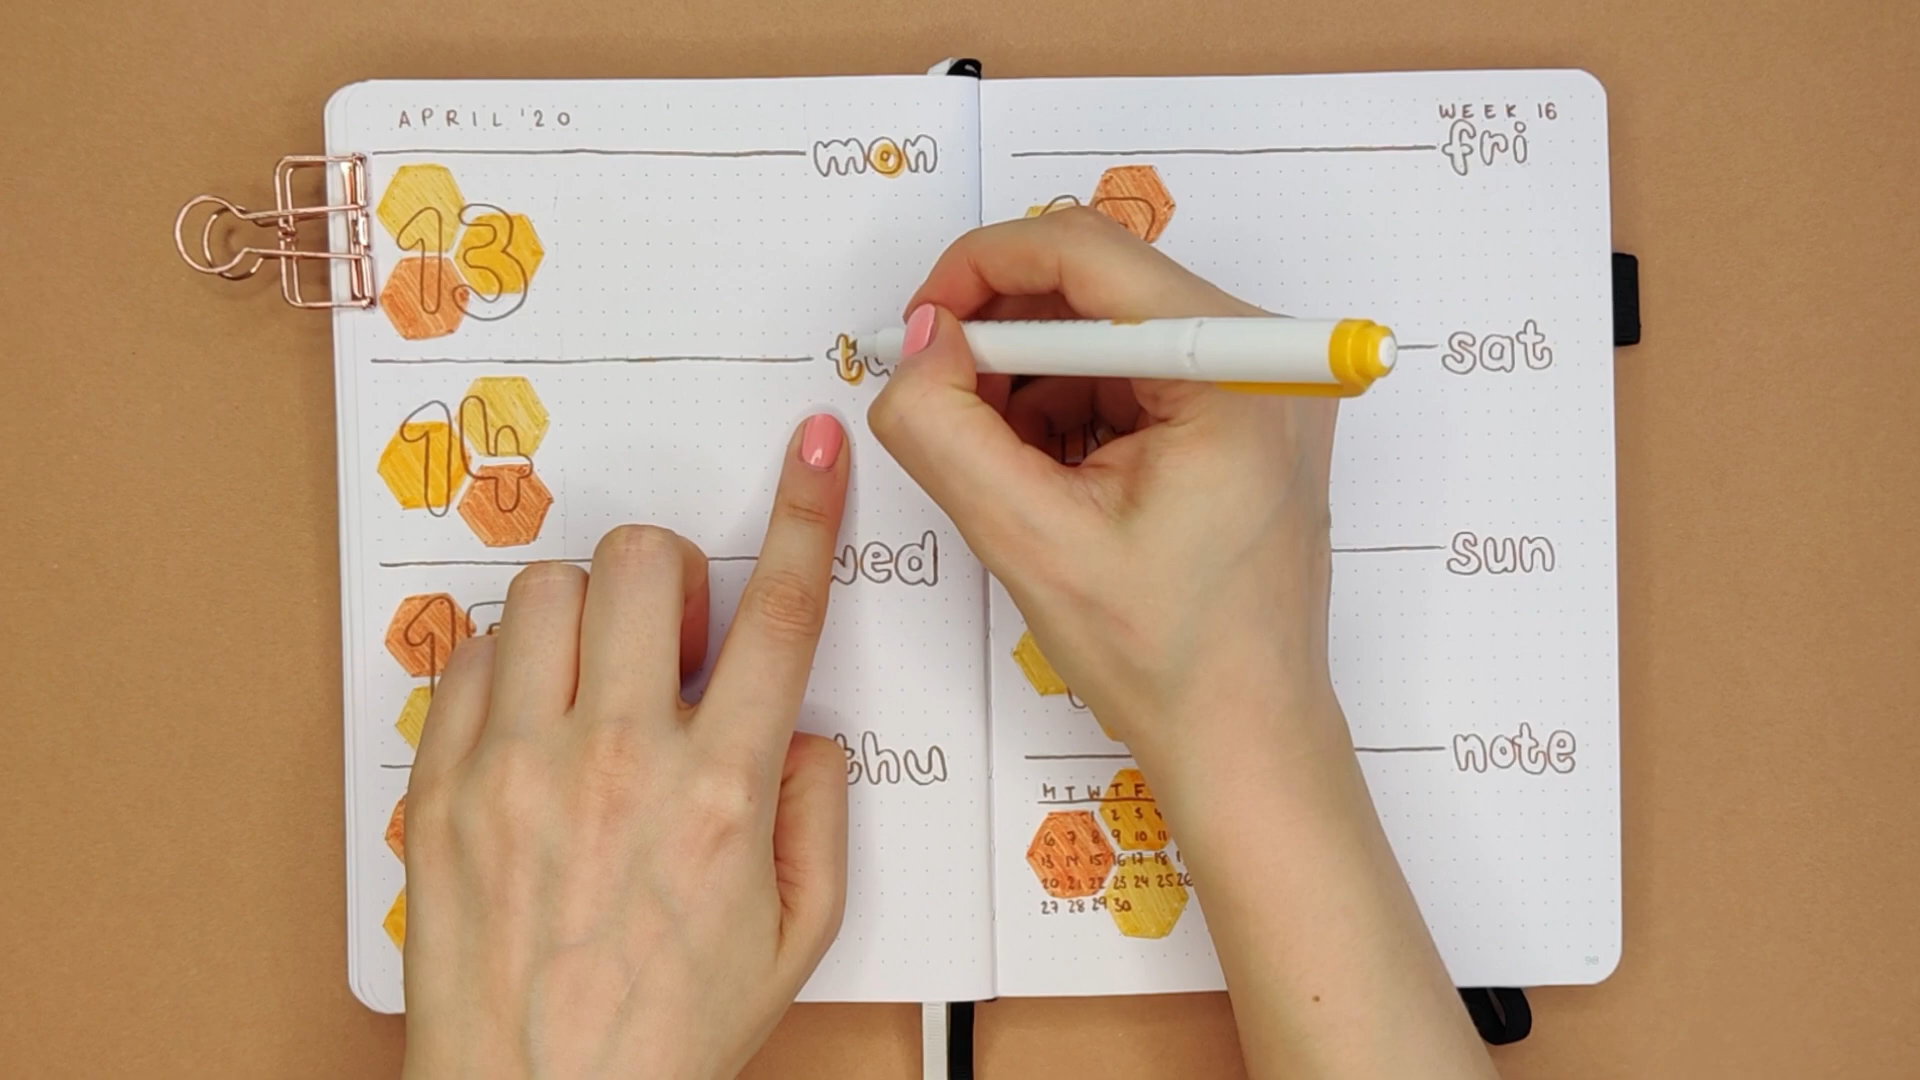 APRIL '20
mon
13
14
wed
thu
WEEK 16
fri
sat
sun
note
M T W T F
1 2 3 4
6 7 8 9 10 11
13 14 15 16 17 18
20 21 22 23 24 25 26
27 28 29 30
98